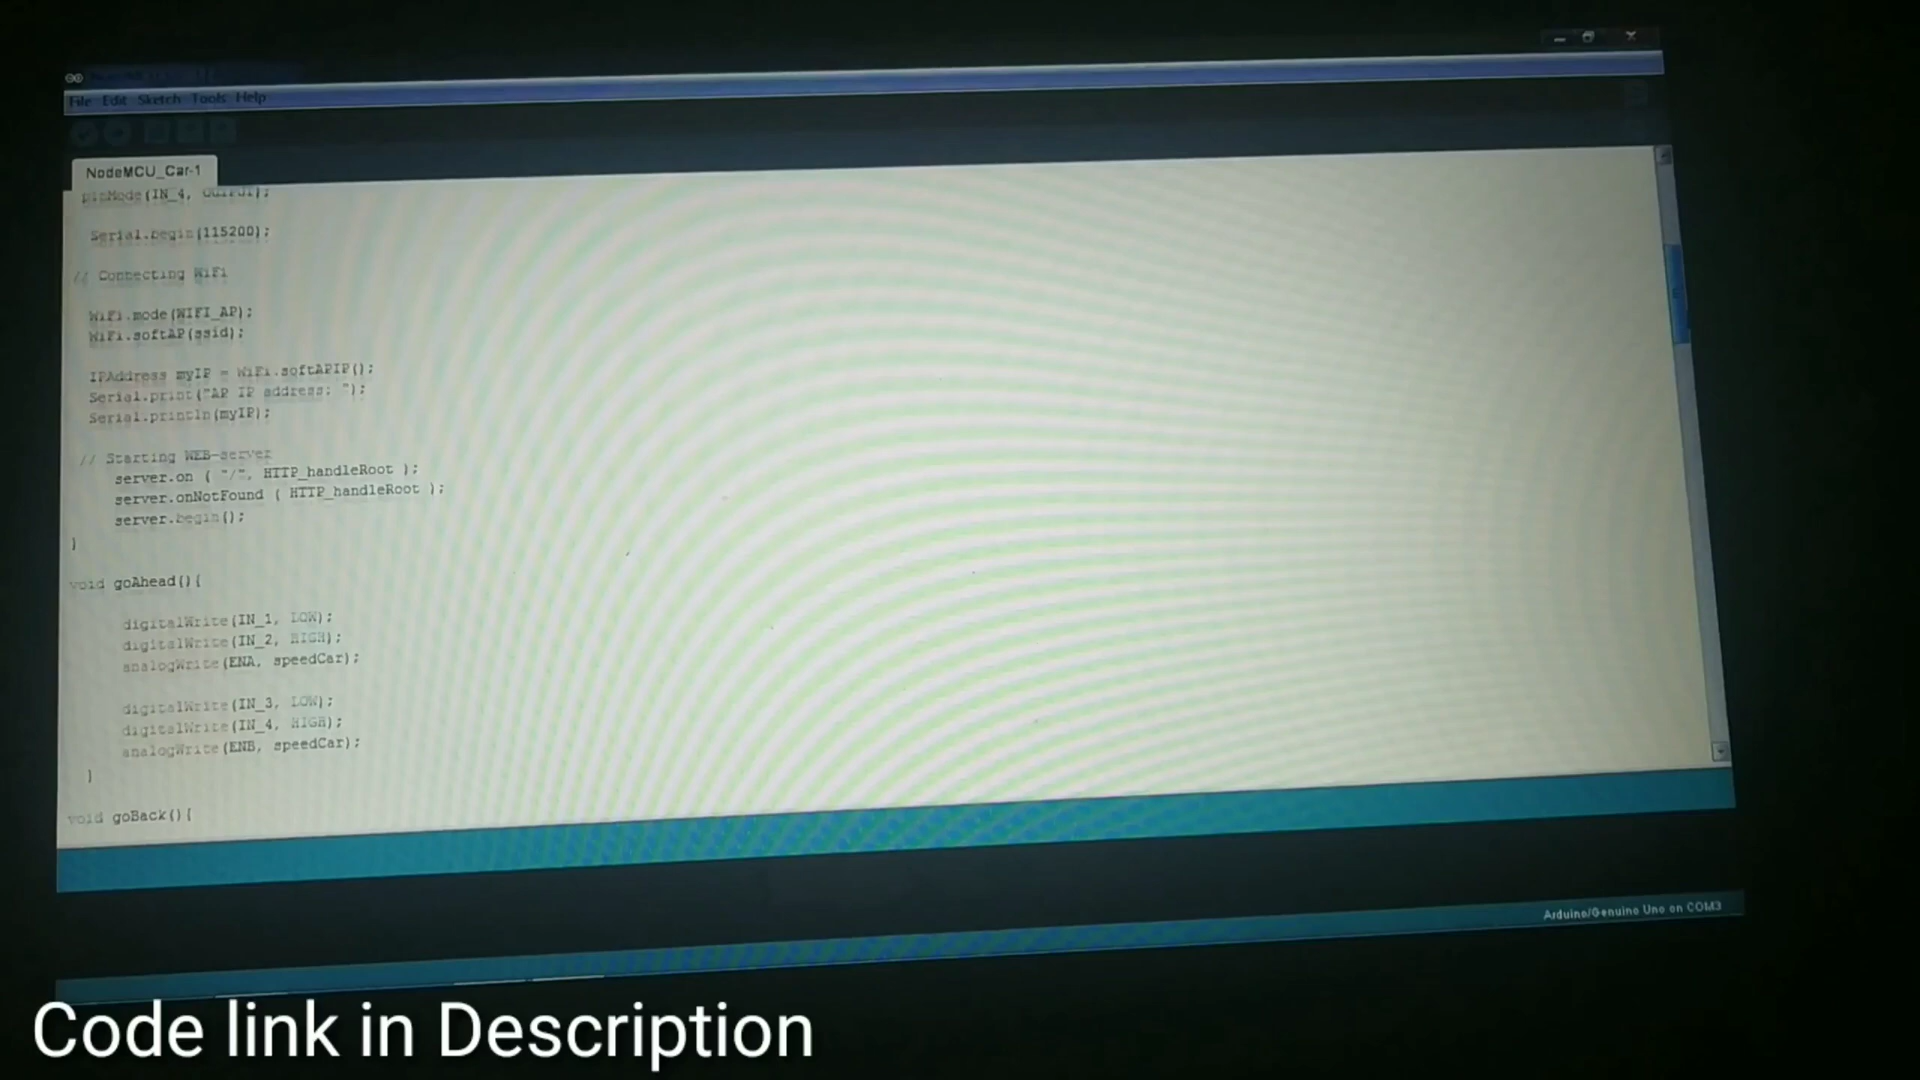 File Edit Sketch Tools Help
NodeMCU_Car-1
pinMode(IN_4, OUTPUT);
Serial.begin(115200);
// Connecting WiFi
WiFi.mode(WIFI_AP);
WiFi.softAP(ssid);
IPAddress myIP = WiFi.softAPIP();
Serial.print("AP IP address: ");
Serial.println(myIP);
// Starting WEB-server
server.on ( "/", HTTP_handleRoot );
server.onNotFound ( HTTP_handleRoot );
server.begin();
}
void goAhead(){
digitalWrite(IN_1, LOW);
digitalWrite(IN_2, HIGH);
analogWrite(ENA, speedCar);
digitalWrite(IN_3, LOW);
digitalWrite(IN_4, HIGH);
analogWrite(ENB, speedCar);
}
void goBack(){
Arduino/Genuino Uno on COM3
Code link in Description